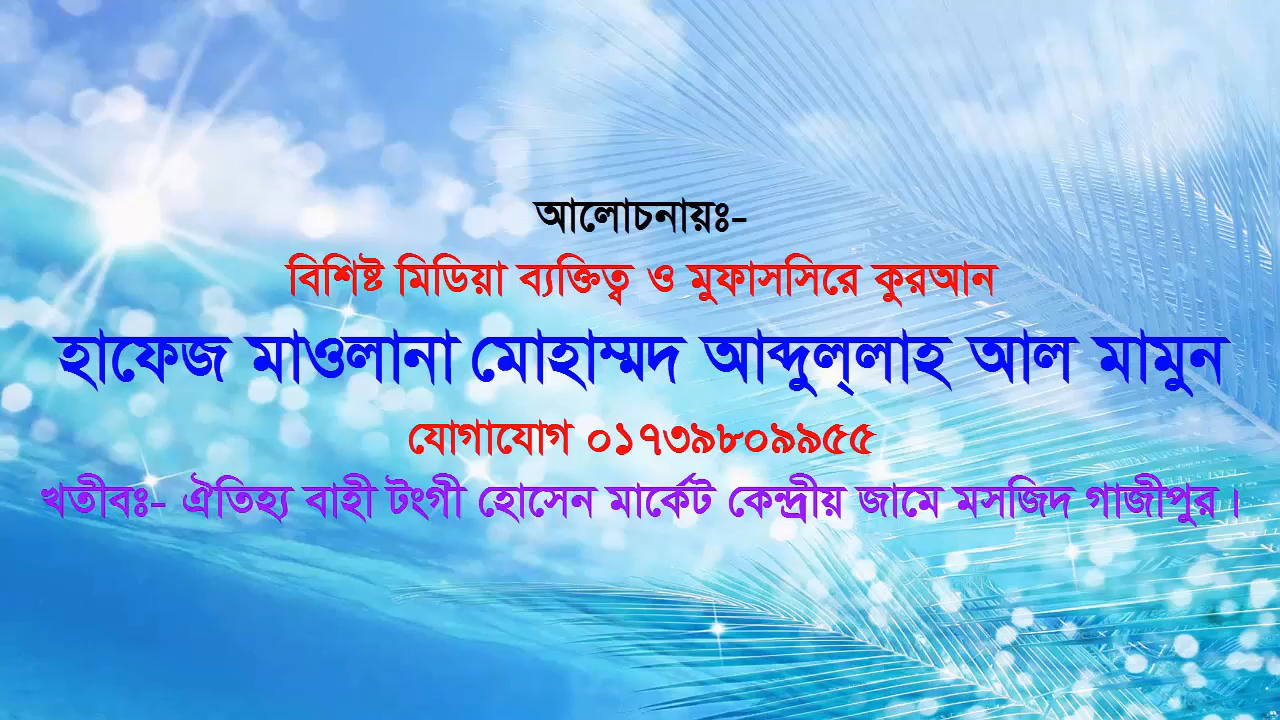 আলোচনায়ঃ-
বিশিষ্ট মিডিয়া ব্যক্তিত্ব ও মুফাসসিরে কুরআন
হাফেজ মাওলানা মোহাম্মদ আব্দুল্লাহ আল মামুন
যোগাযোগ ০১৭৩৯৮০৯৯৫৫
খতীবঃ- ঐতিহ্য বাহী টংগী হোসেন মার্কেট কেন্দ্রীয় জামে মসজিদ গাজীপুর ।